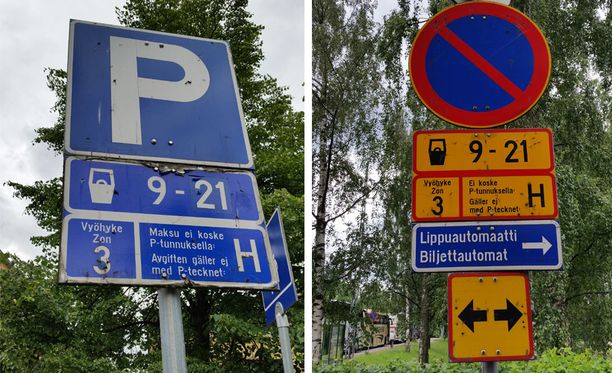 P
9-21
Vyöhyke
Zon
3
Maksu ei koske
P-tunnuksella:
Avgiften gäller ej
med P-tecknet:
H
9-21
Vyöhyke
Zon
3
Ei koske
P-tunnuksella:
Gäller ej
med P-tecknet:
H
Lippuautomaatti
Biljettautomat